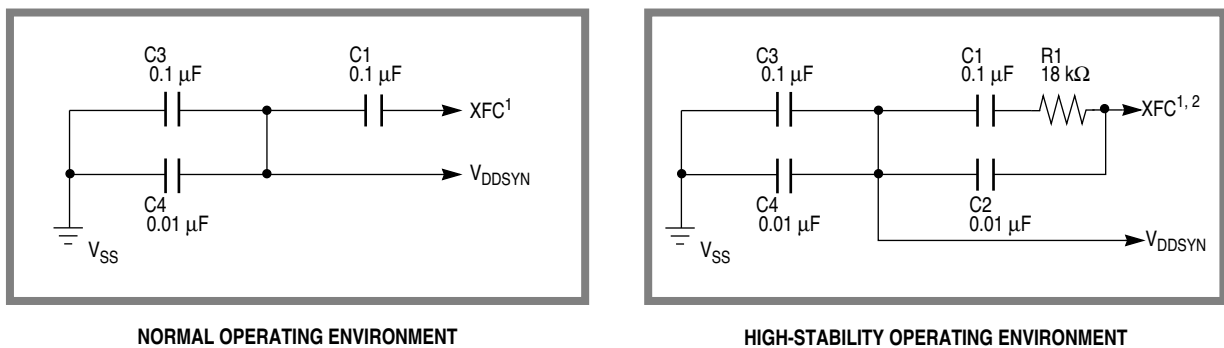 C3
0.1 µF
C1
0.1 µF
XFC1
C4
0.01 µF
VDDSYN
VSS
NORMAL OPERATING ENVIRONMENT
C3
0.1 µF
C1
0.1 µF
R1
18 kΩ
XFC1, 2
C4
0.01 µF
C2
0.01 µF
VDDSYN
VSS
HIGH-STABILITY OPERATING ENVIRONMENT